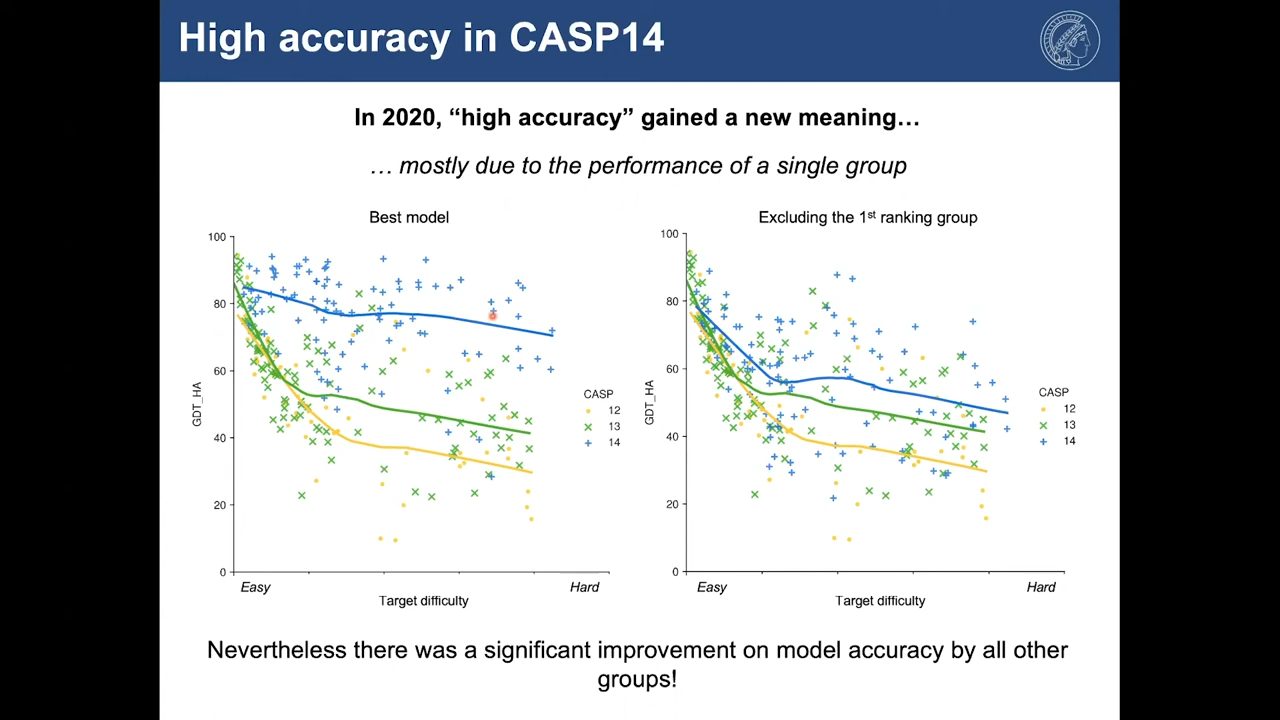 High accuracy in CASP14
In 2020, “high accuracy” gained a new meaning…
… mostly due to the performance of a single group
Best model
100
80
60
40
20
0
GDT_HA
Easy
Hard
Target difficulty
CASP
12
13
14
Excluding the 1st ranking group
100
80
60
40
20
0
GDT_HA
Easy
Hard
Target difficulty
CASP
12
13
14
Nevertheless there was a significant improvement on model accuracy by all other
groups!